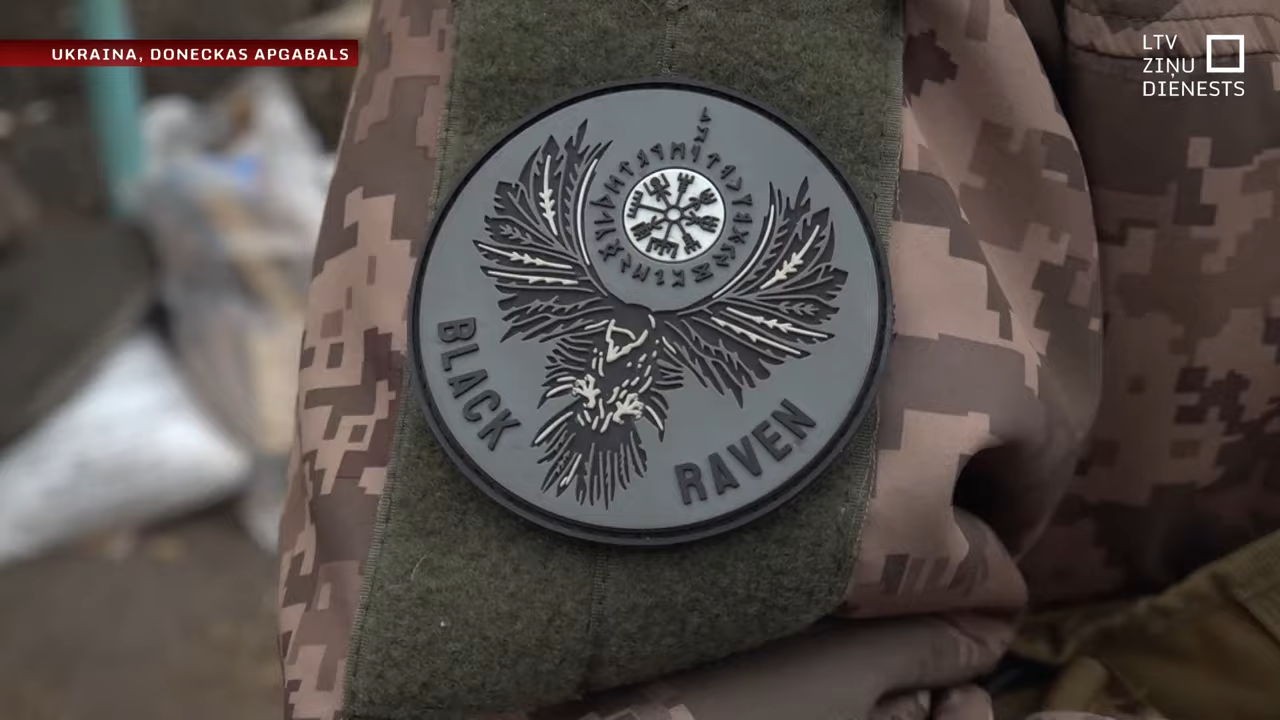 UKRAINA, DONECKAS APGABALS
LTV
ZIŅU
DIENESTS
BLACK
RAVEN